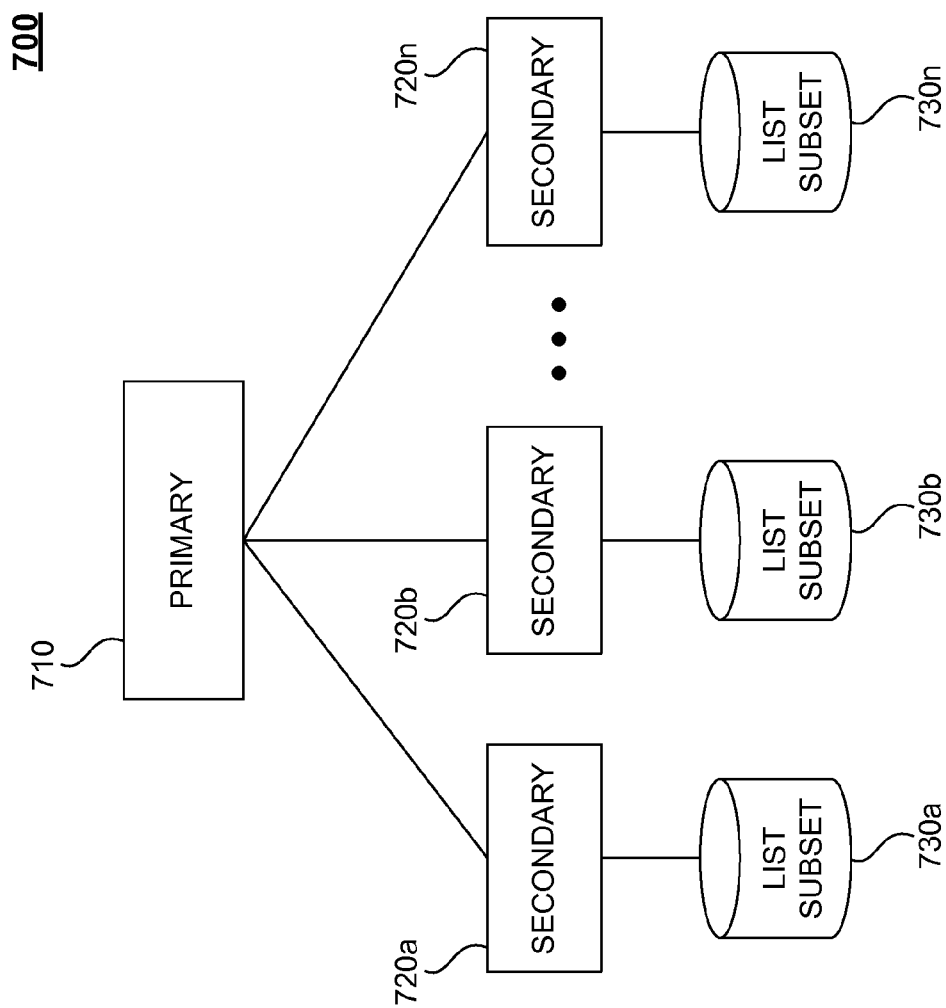 700
710
PRIMARY
720a
SECONDARY
720b
SECONDARY
720n
SECONDARY
LIST
SUBSET
730a
LIST
SUBSET
730b
LIST
SUBSET
730n